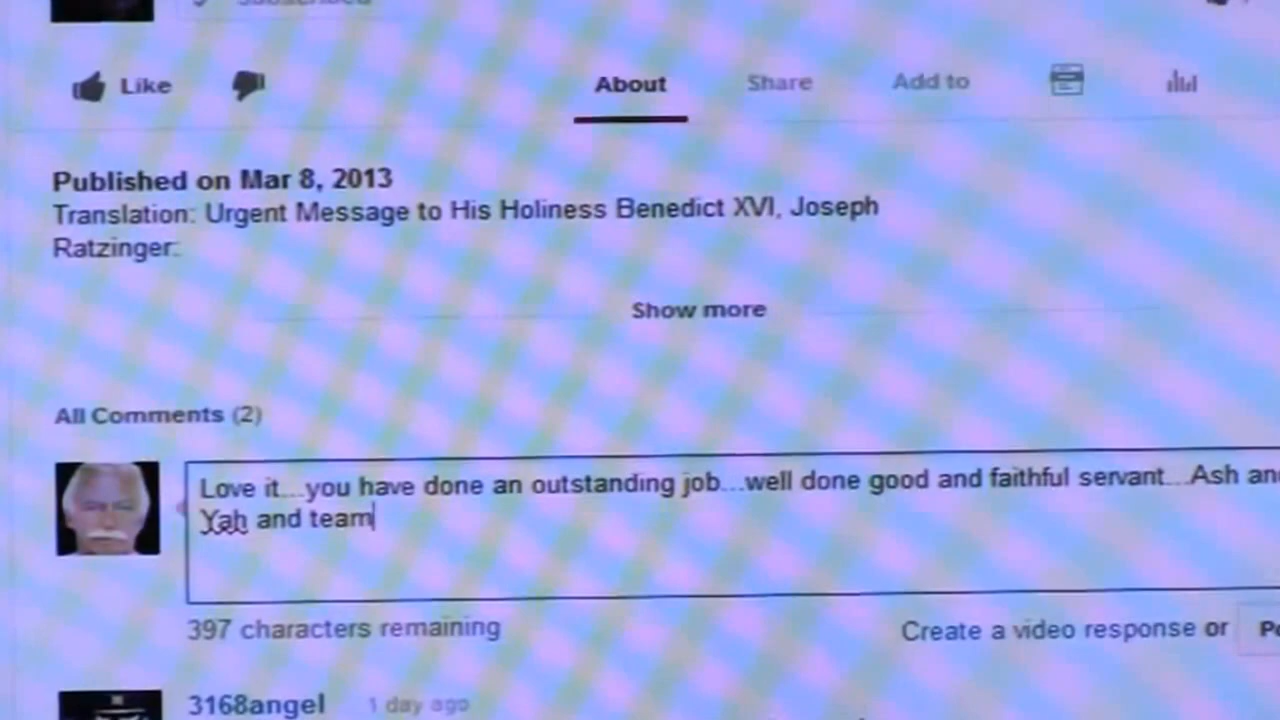 Subscribed
Like About Share Add to
Published on Mar 8, 2013
Translation: Urgent Message to His Holiness Benedict XVI, Joseph
Ratzinger:
Show more
All Comments (2)
Love it...you have done an outstanding job...well done good and faithful servant...Ash and
Yah and team
397 characters remaining
Create a video response or
3168angel 1 day ago